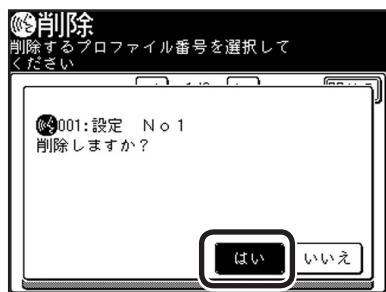 削除
削除するプロファイル番号を選択して
ください
001:設定 No1
削除しますか?
はい
いいえ